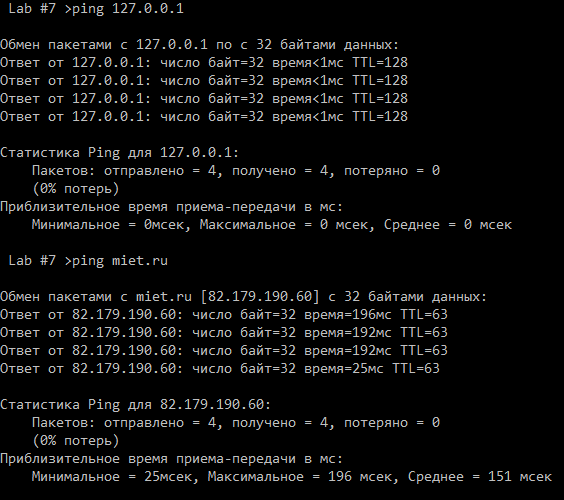 Lab #7 >ping 127.0.0.1
Обмен пакетами с 127.0.0.1 по с 32 байтами данных:
Ответ от 127.0.0.1: число байт=32 время<1мс TTL=128
Ответ от 127.0.0.1: число байт=32 время<1мс TTL=128
Ответ от 127.0.0.1: число байт=32 время<1мс TTL=128
Ответ от 127.0.0.1: число байт=32 время<1мс TTL=128
Статистика Ping для 127.0.0.1:
Пакетов: отправлено = 4, получено = 4, потеряно = 0
(0% потерь)
Приблизительное время приема-передачи в мс:
Минимальное = 0мсек, Максимальное = 0 мсек, Среднее = 0 мсек
Lab #7 >ping miet.ru
Обмен пакетами с miet.ru [82.179.190.60] с 32 байтами данных:
Ответ от 82.179.190.60: число байт=32 время=196мс TTL=63
Ответ от 82.179.190.60: число байт=32 время=192мс TTL=63
Ответ от 82.179.190.60: число байт=32 время=192мс TTL=63
Ответ от 82.179.190.60: число байт=32 время=25мс TTL=63
Статистика Ping для 82.179.190.60:
Пакетов: отправлено = 4, получено = 4, потеряно = 0
(0% потерь)
Приблизительное время приема-передачи в мс:
Минимальное = 25мсек, Максимальное = 196 мсек, Среднее = 151 мсек